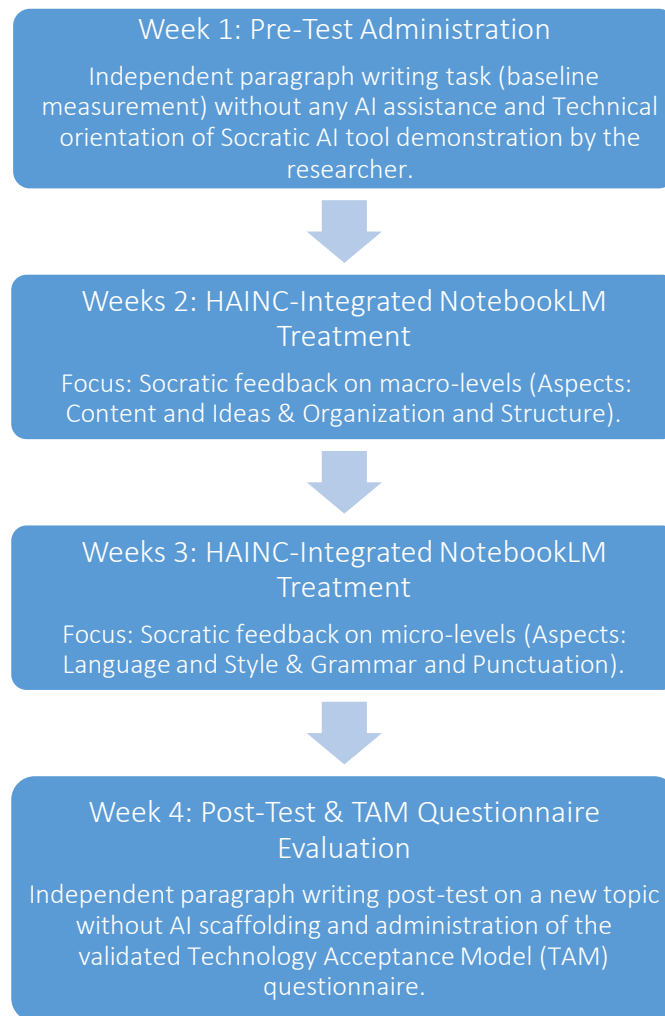 Week 1: Pre-Test Administration
Independent paragraph writing task (baseline
measurement) without any AI assistance and Technical
orientation of Socratic AI tool demonstration by the
researcher.
Weeks 2: HAINC-Integrated NotebookLM
Treatment
Focus: Socratic feedback on macro-levels (Aspects:
Content and Ideas & Organization and Structure).
Weeks 3: HAINC-Integrated NotebookLM
Treatment
Focus: Socratic feedback on micro-levels (Aspects:
Language and Style & Grammar and Punctuation).
Week 4: Post-Test & TAM Questionnaire
Evaluation
Independent paragraph writing post-test on a new topic
without AI scaffolding and administration of the
validated Technology Acceptance Model (TAM)
questionnaire.